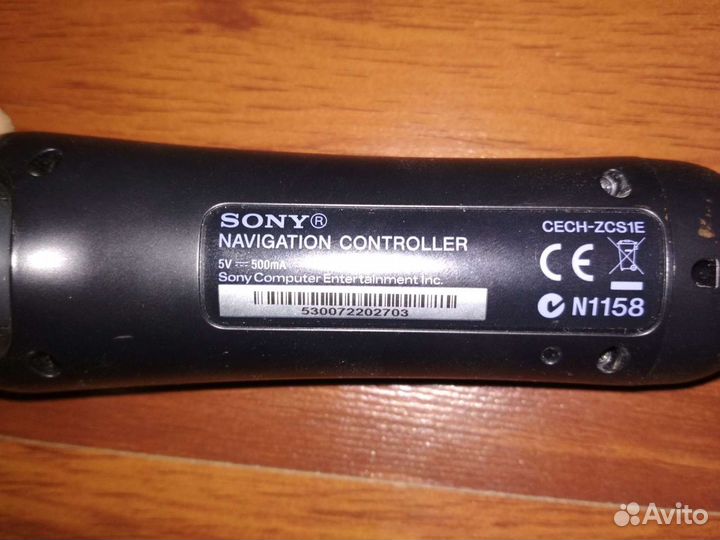 SONY®
NAVIGATION CONTROLLER
5V ⎓ 500mA
Sony Computer Entertainment Inc.
530072202703
CECH-ZCS1E
CE
N1158
Avito